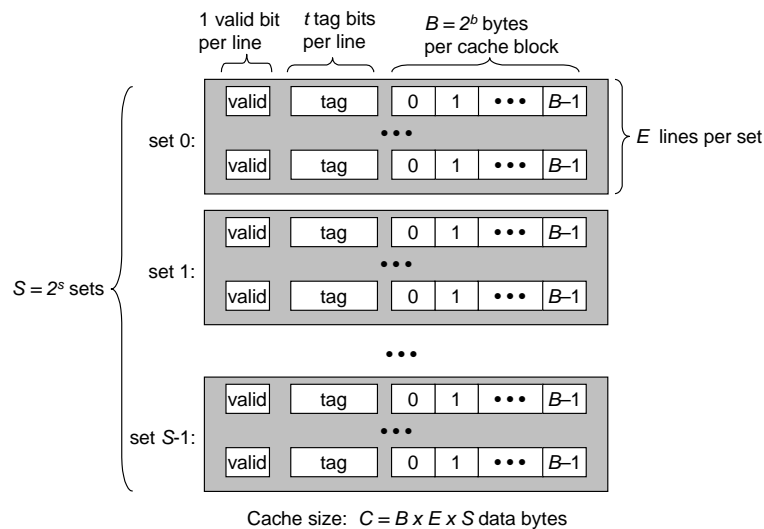 1 valid bit per line
t tag bits per line
B = 2^b bytes per cache block
valid tag 0 1 ••• B–1
•••
set 0:
valid tag 0 1 ••• B–1
E lines per set
valid tag 0 1 ••• B–1
set 1:
•••
valid tag 0 1 ••• B–1
S = 2^s sets
•••
valid tag 0 1 ••• B–1
•••
set S-1:
valid tag 0 1 ••• B–1
Cache size: C = B x E x S data bytes